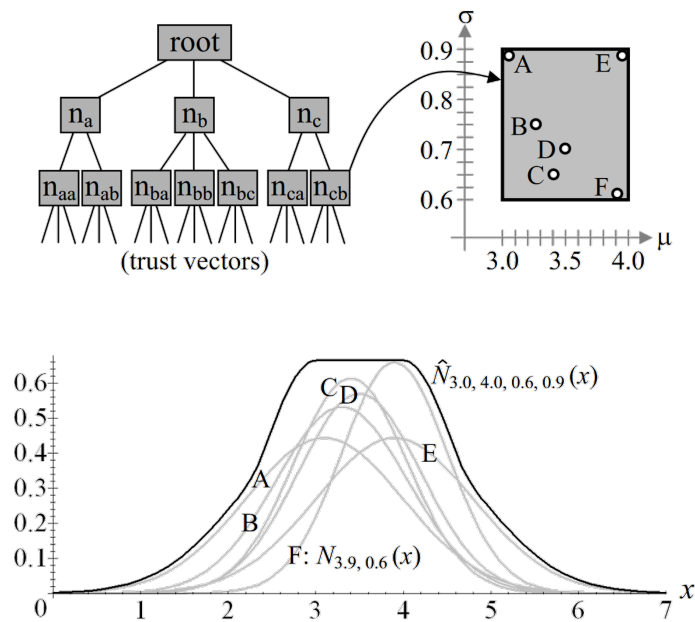 root
n_a n_b n_c
n_aa n_ab n_ba n_bb n_bc n_ca n_cb
(trust vectors)
σ
0.9
0.8
0.7
0.6
A E
B
D
C
F
3.0 3.5 4.0
μ
0.6
0.5
0.4
0.3
0.2
0.1
0
C D
N̂_3.0, 4.0, 0.6, 0.9 (x)
E
A
B
F: N_3.9, 0.6 (x)
1 2 3 4 5 6 7
x